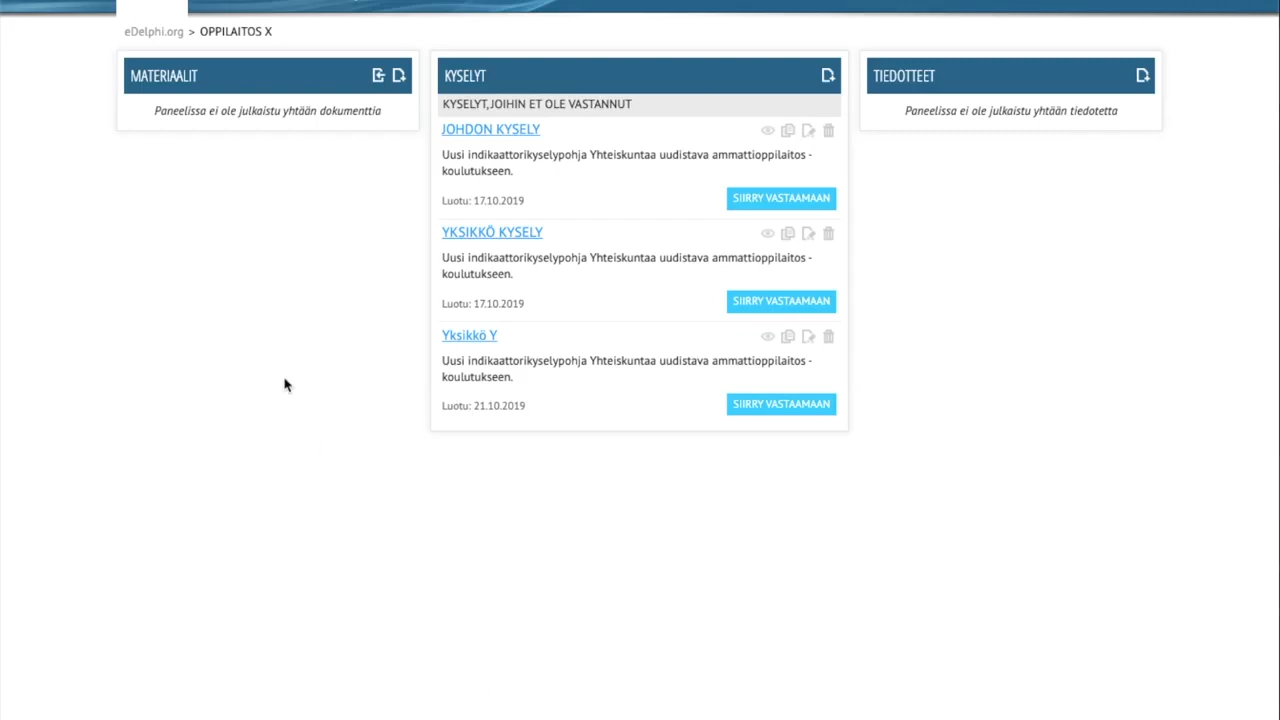 eDelphi.org > OPPILAITOS X
MATERIAALIT
Paneelissa ei ole julkaistu yhtään dokumenttia
KYSELYT
KYSELYT, JOIHIN ET OLE VASTANNUT
JOHDON KYSELY
Uusi indikaattorikyselypohja Yhteiskuntaa uudistava ammattioppilaitos -
koulutukseen.
Luotu: 17.10.2019
SIIRRY VASTAAMAAN
YKSIKKÖ KYSELY
Uusi indikaattorikyselypohja Yhteiskuntaa uudistava ammattioppilaitos -
koulutukseen.
Luotu: 17.10.2019
SIIRRY VASTAAMAAN
Yksikkö Y
Uusi indikaattorikyselypohja Yhteiskuntaa uudistava ammattioppilaitos -
koulutukseen.
Luotu: 21.10.2019
SIIRRY VASTAAMAAN
TIEDOTTEET
Paneelissa ei ole julkaistu yhtään tiedotetta